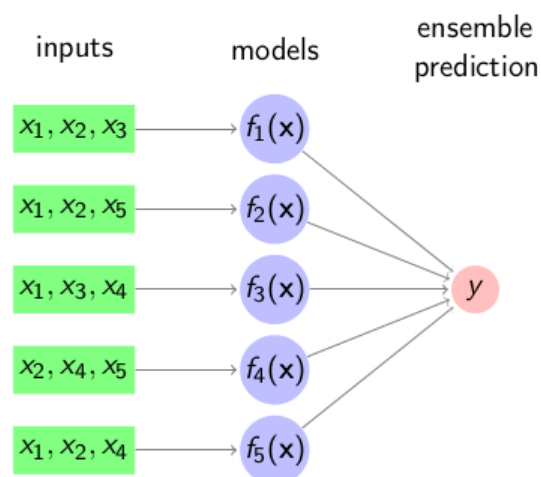 inputs
models
ensemble
prediction
x₁, x₂, x₃
f₁(x)
x₁, x₂, x₅
f₂(x)
x₁, x₃, x₄
f₃(x)
y
x₂, x₄, x₅
f₄(x)
x₁, x₂, x₄
f₅(x)